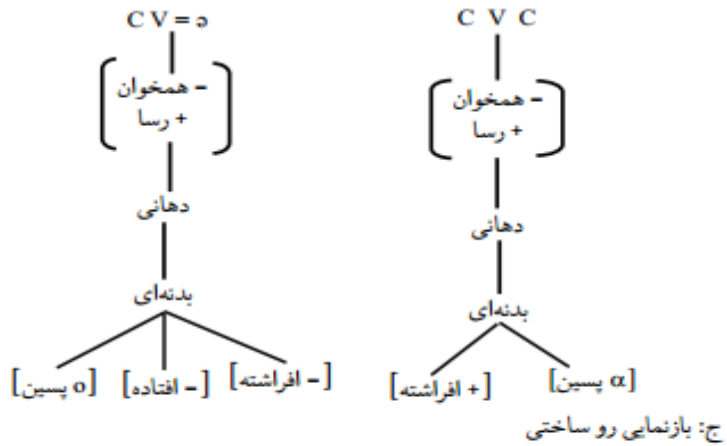 C V = ə
C V C
– همخوان
+ رسا
– همخوان
+ رسا
دهانی
دهانی
بدنه‌ای
بدنه‌ای
[– افراشته] [– افتاده] [o پسین]
[α پسین] [+ افراشته]
ج: بازنمایی رو ساختی